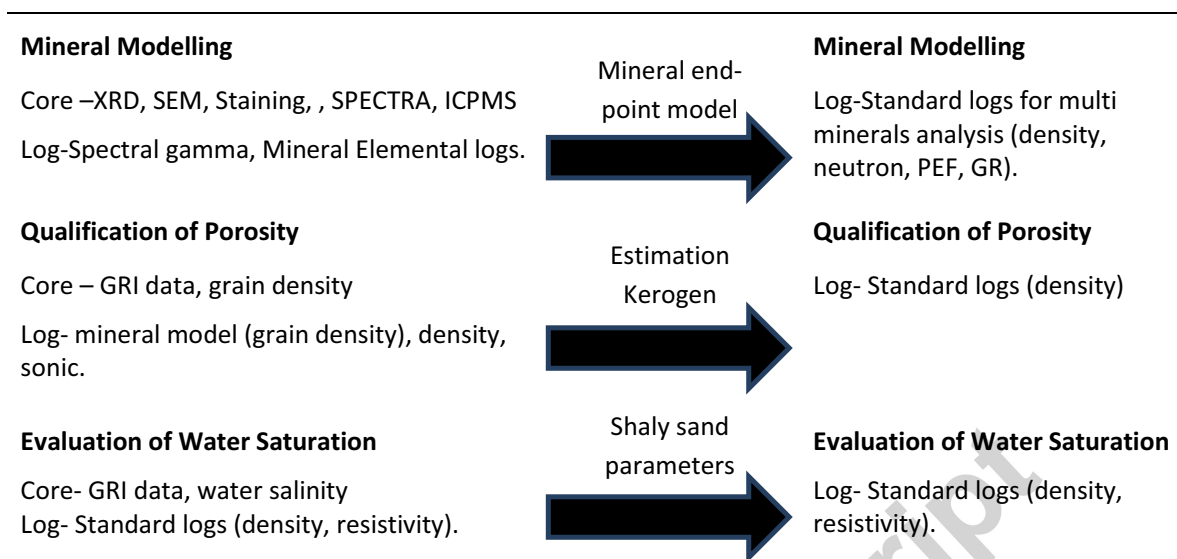 Mineral Modelling
Core –XRD, SEM, Staining, , SPECTRA, ICPMS
Log-Spectral gamma, Mineral Elemental logs.
Mineral end-
point model
Mineral Modelling
Log-Standard logs for multi
minerals analysis (density,
neutron, PEF, GR).
Qualification of Porosity
Core – GRI data, grain density
Log- mineral model (grain density), density,
sonic.
Estimation
Kerogen
Qualification of Porosity
Log- Standard logs (density)
Evaluation of Water Saturation
Core- GRI data, water salinity
Log- Standard logs (density, resistivity).
Shaly sand
parameters
Evaluation of Water Saturation
Log- Standard logs (density,
resistivity).
ript